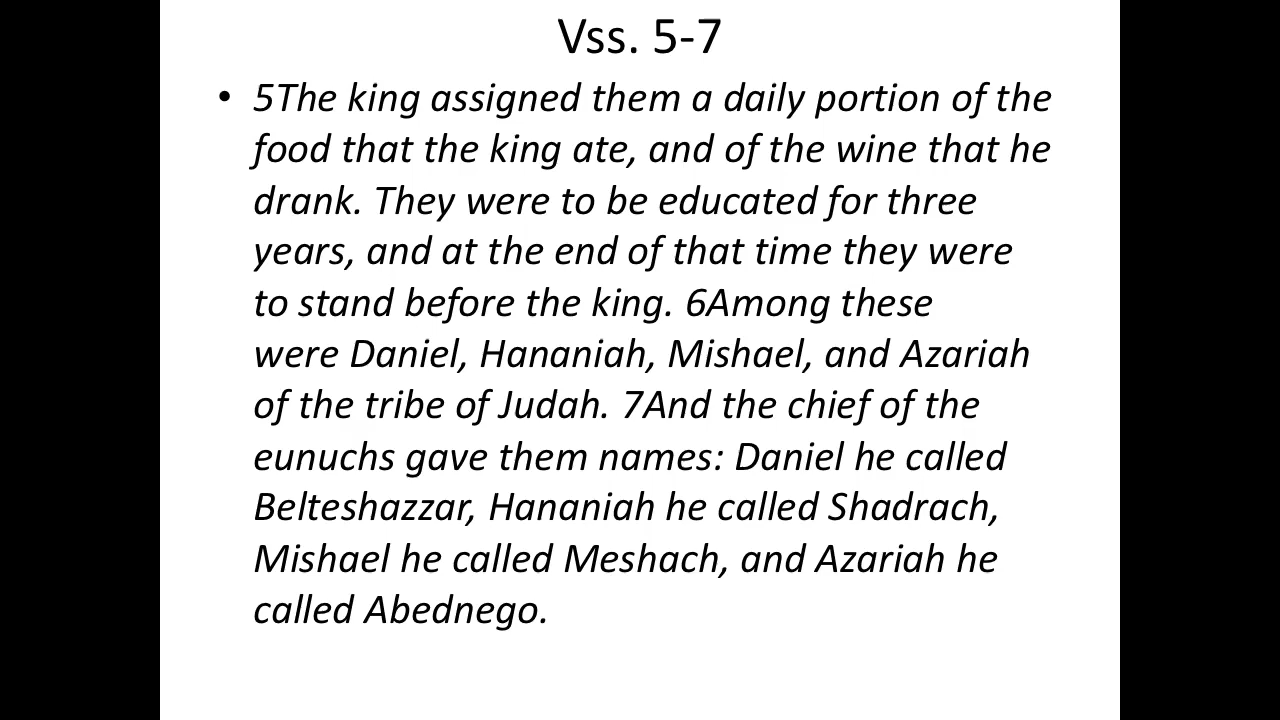 Vss. 5-7
• 5The king assigned them a daily portion of the
food that the king ate, and of the wine that he
drank. They were to be educated for three
years, and at the end of that time they were
to stand before the king. 6Among these
were Daniel, Hananiah, Mishael, and Azariah
of the tribe of Judah. 7And the chief of the
eunuchs gave them names: Daniel he called
Belteshazzar, Hananiah he called Shadrach,
Mishael he called Meshach, and Azariah he
called Abednego.